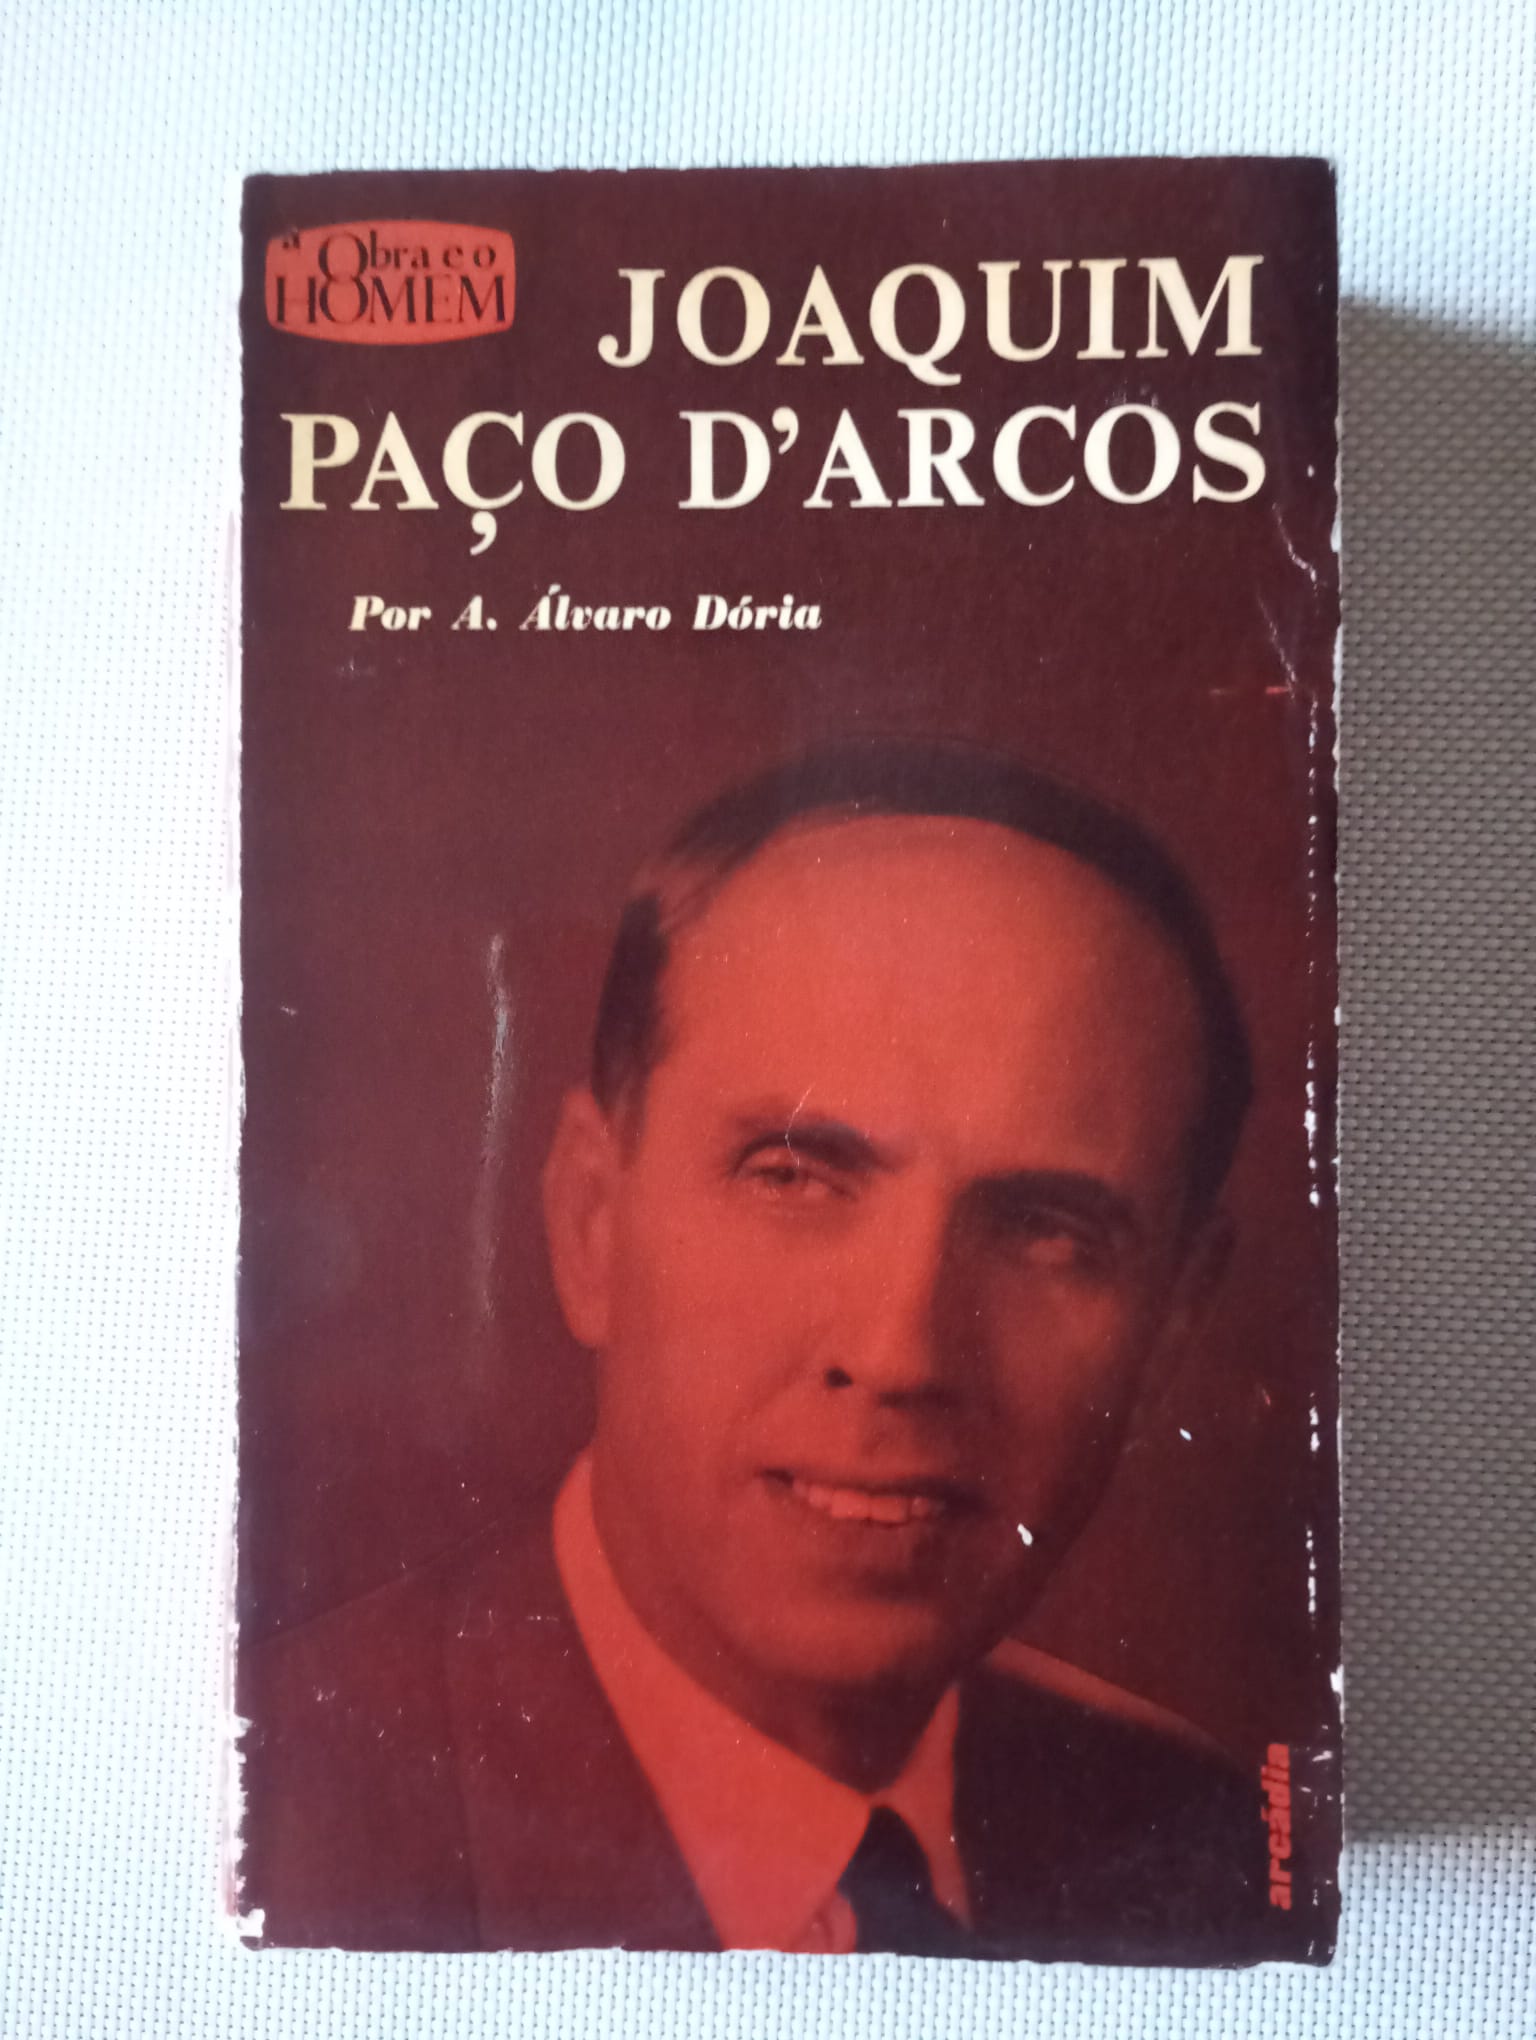 a Obra e o
HOMEM
JOAQUIM
PAÇO D'ARCOS
Por A. Álvaro Dória
arcádia